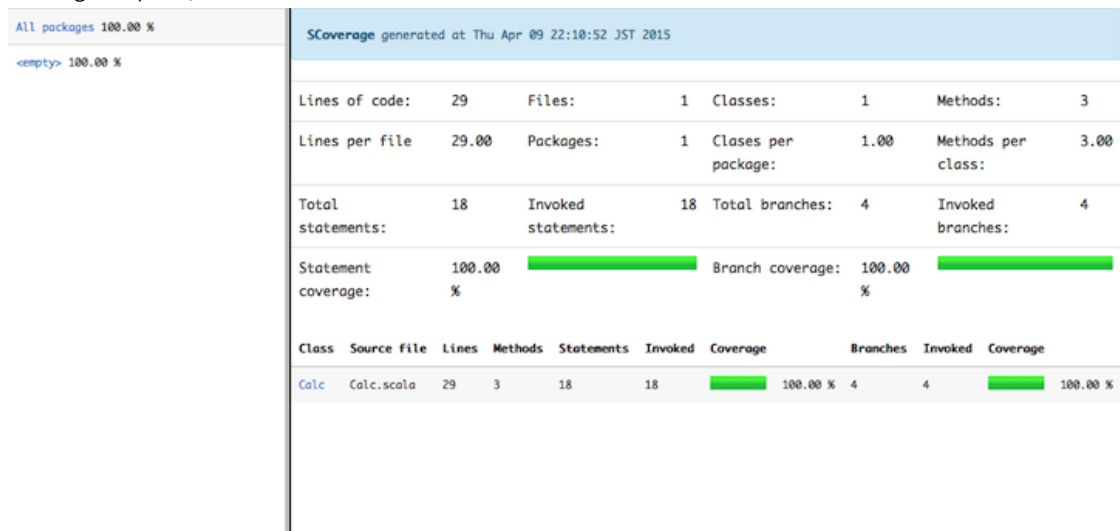 All packages 100.00 %
<empty> 100.00 %
SCoverage generated at Thu Apr 09 22:10:52 JST 2015
Lines of code: 29 Files: 1 Classes: 1 Methods: 3
Lines per file 29.00 Packages: 1 Clases per package: 1.00 Methods per class: 3.00
Total statements: 18 Invoked statements: 18 Total branches: 4 Invoked branches: 4
Statement coverage: 100.00 % Branch coverage: 100.00 %
Class Source file Lines Methods Statements Invoked Coverage Branches Invoked Coverage
Calc Calc.scala 29 3 18 18 100.00 % 4 4 100.00 %